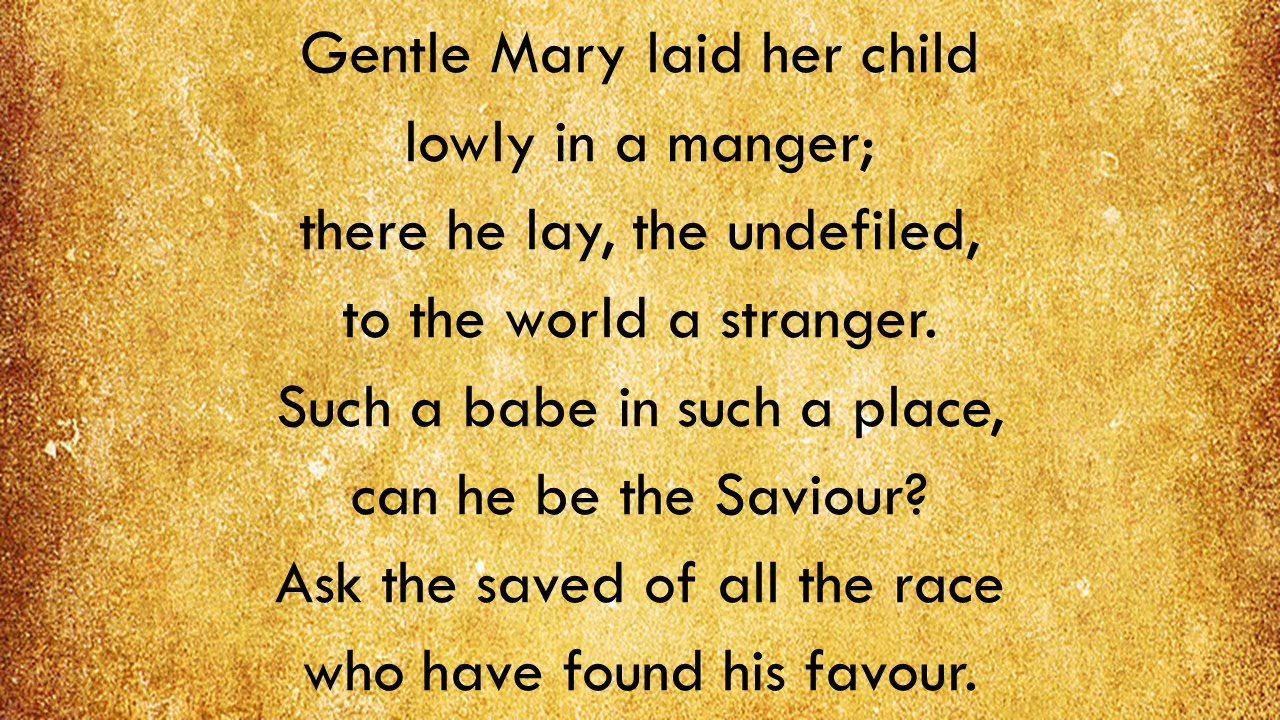 Gentle Mary laid her child
lowly in a manger;
there he lay, the undefiled,
to the world a stranger.
Such a babe in such a place,
can he be the Saviour?
Ask the saved of all the race
who have found his favour.